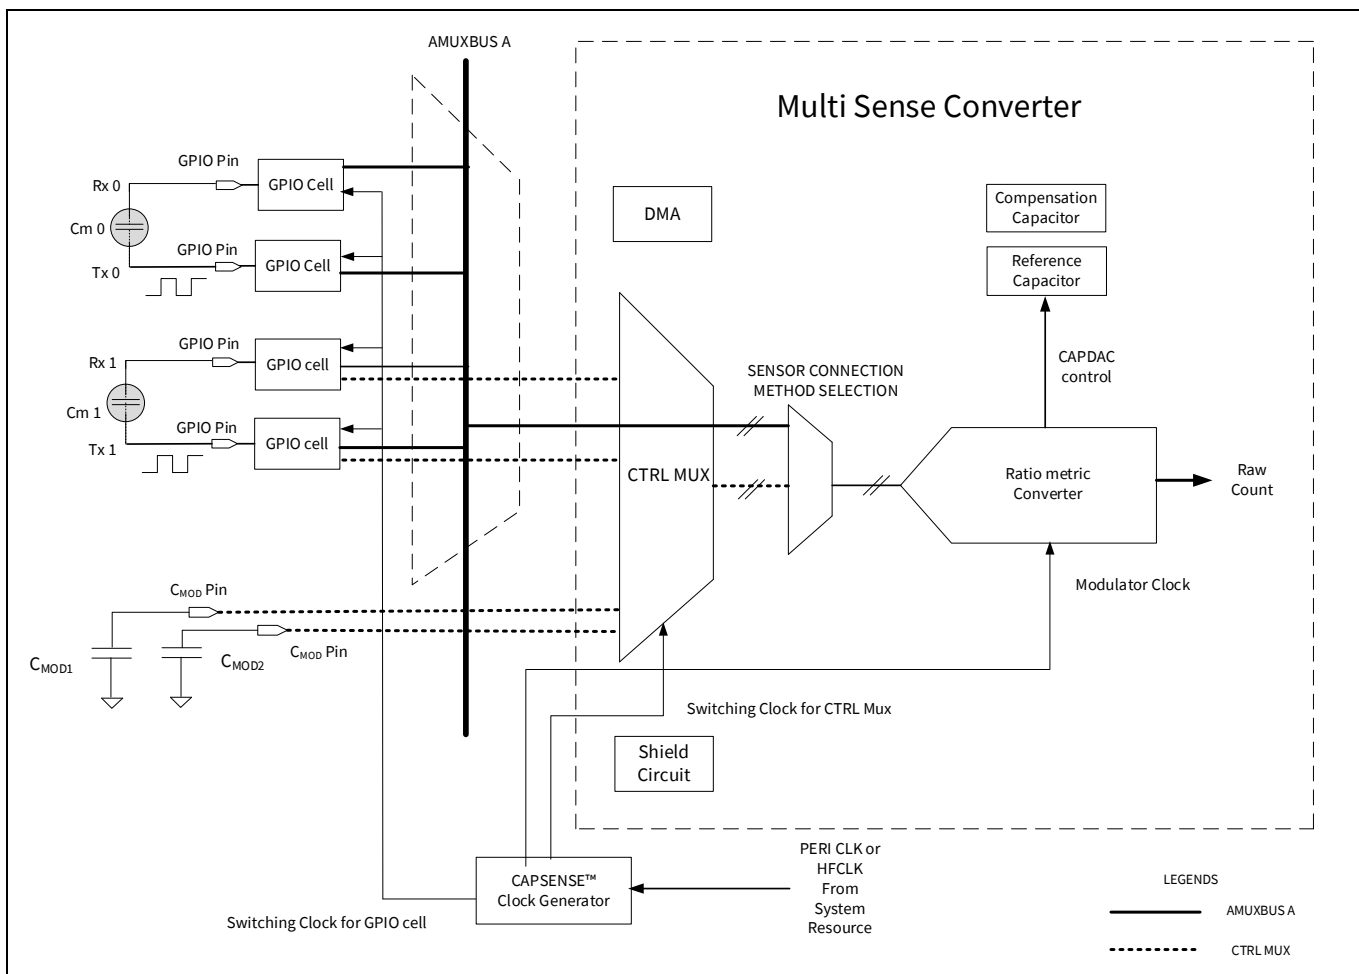 AMUXBUS A
Multi Sense Converter
GPIO Pin
Rx 0
GPIO Cell
Cm 0
GPIO Pin
Tx 0
GPIO Cell
DMA
Compensation
Capacitor
Reference
Capacitor
GPIO Pin
Rx 1
GPIO cell
Cm 1
GPIO Pin
Tx 1
GPIO cell
SENSOR CONNECTION
METHOD SELECTION
CAPDAC
control
CTRL MUX
Ratio metric
Converter
Raw
Count
Modulator Clock
CMOD Pin
CMOD Pin
CMOD1
CMOD2
Switching Clock for CTRL Mux
Shield
Circuit
CAPSENSE™
Clock Generator
PERI CLK or
HFCLK
From
System
Resource
Switching Clock for GPIO cell
LEGENDS
AMUXBUS A
CTRL MUX